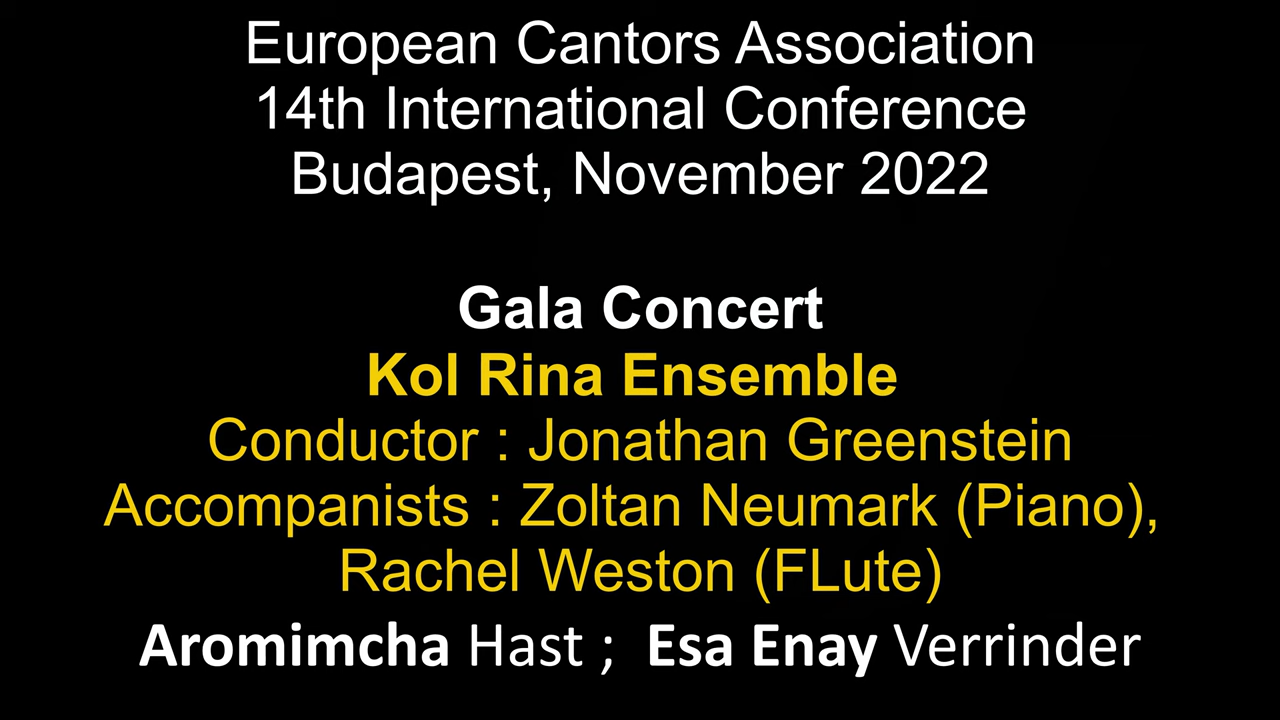 European Cantors Association
14th International Conference
Budapest, November 2022
Gala Concert
Kol Rina Ensemble
Conductor : Jonathan Greenstein
Accompanists : Zoltan Neumark (Piano),
Rachel Weston (FLute)
Aromimcha Hast ; Esa Enay Verrinder